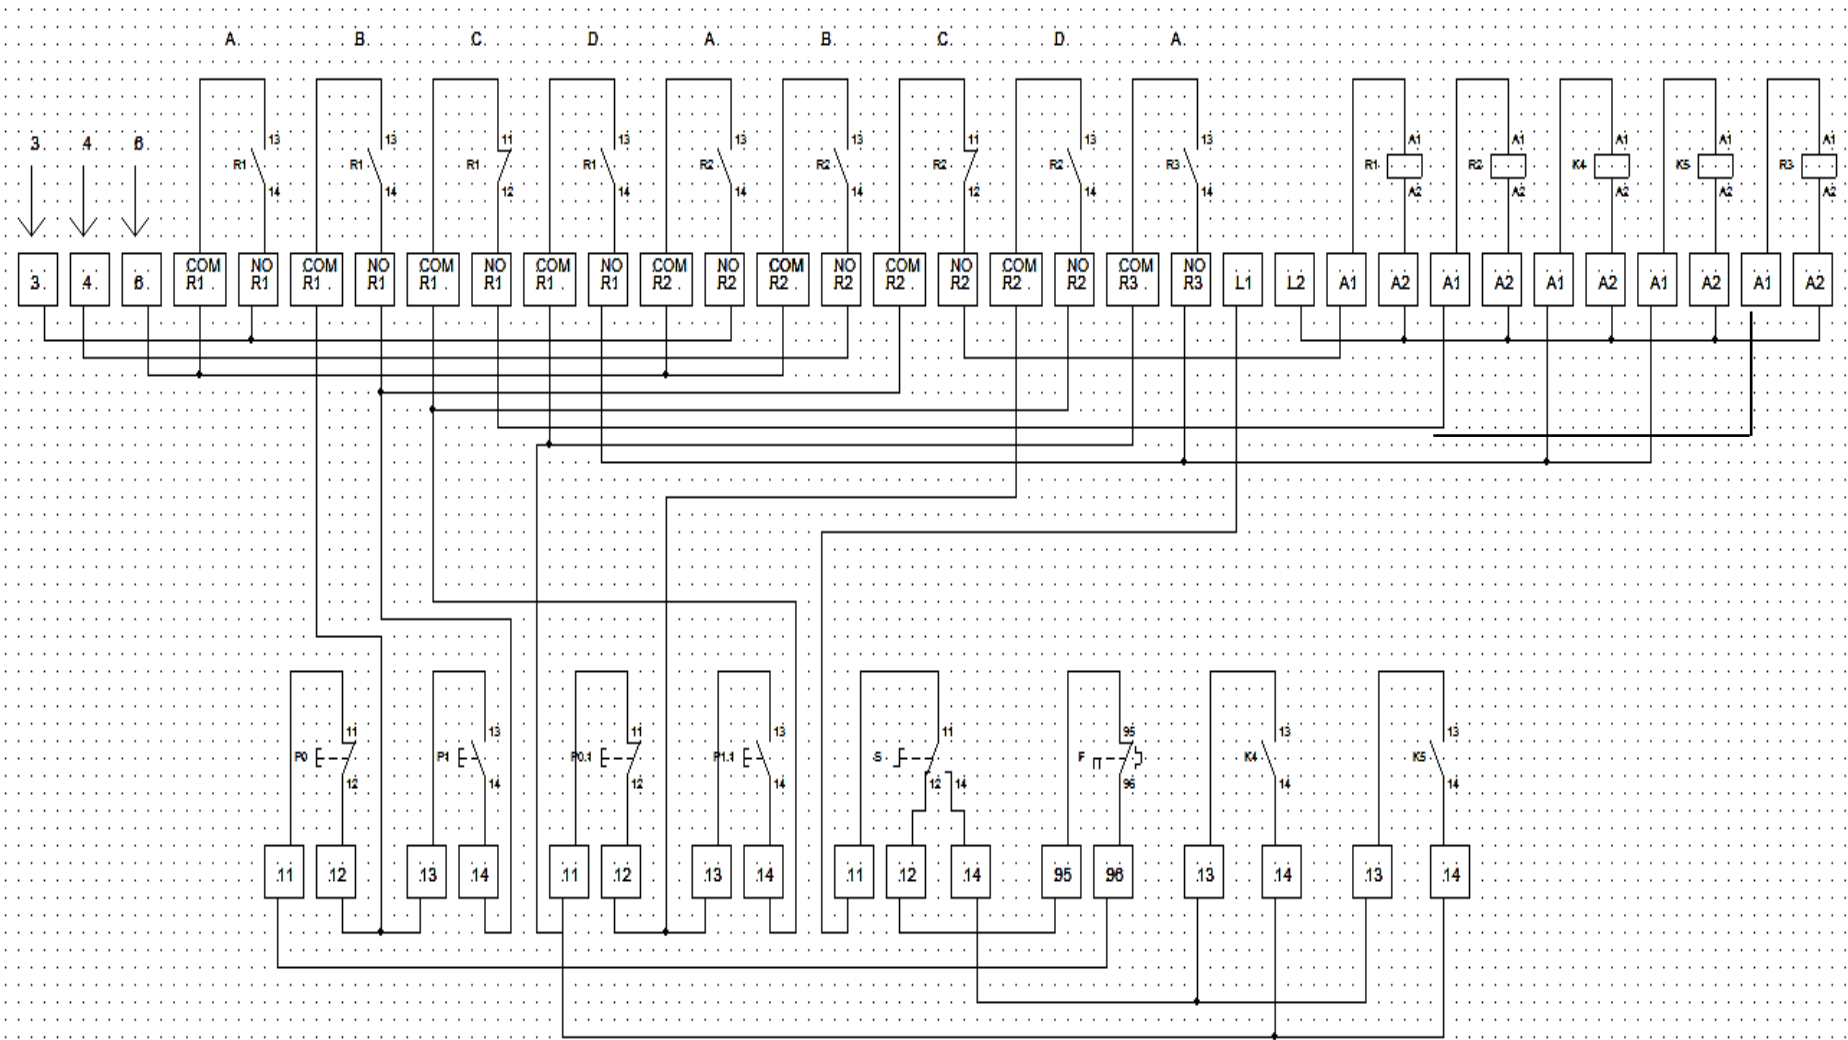 A B C D A B C D A
3 4 6
13 13 11 13 13 13 11 13 13 A1 A1 A1 A1 A1
R1 R1 R1 R1 R2 R2 R2 R2 R3 R1 R2 K4 K5 R3
14 14 12 14 14 14 12 14 14 A2 A2 A2 A2 A2
COM NO COM NO COM NO COM NO COM NO COM NO COM NO COM NO COM NO
3 4 6 R1 R1 R1 R1 R1 R1 R1 R1 R2 R2 R2 R2 R2 R2 R2 R2 R3 R3 L1 L2 A1 A2 A1 A2 A1 A2 A1 A2 A1 A2
11 13 11 13 11 95 13 13
P0 P1 P0.1 P1.1 S F K4 K5
12 14 12 14 12 14 96 14 14
11 12 13 14 11 12 13 14 11 12 14 95 96 13 14 13 14